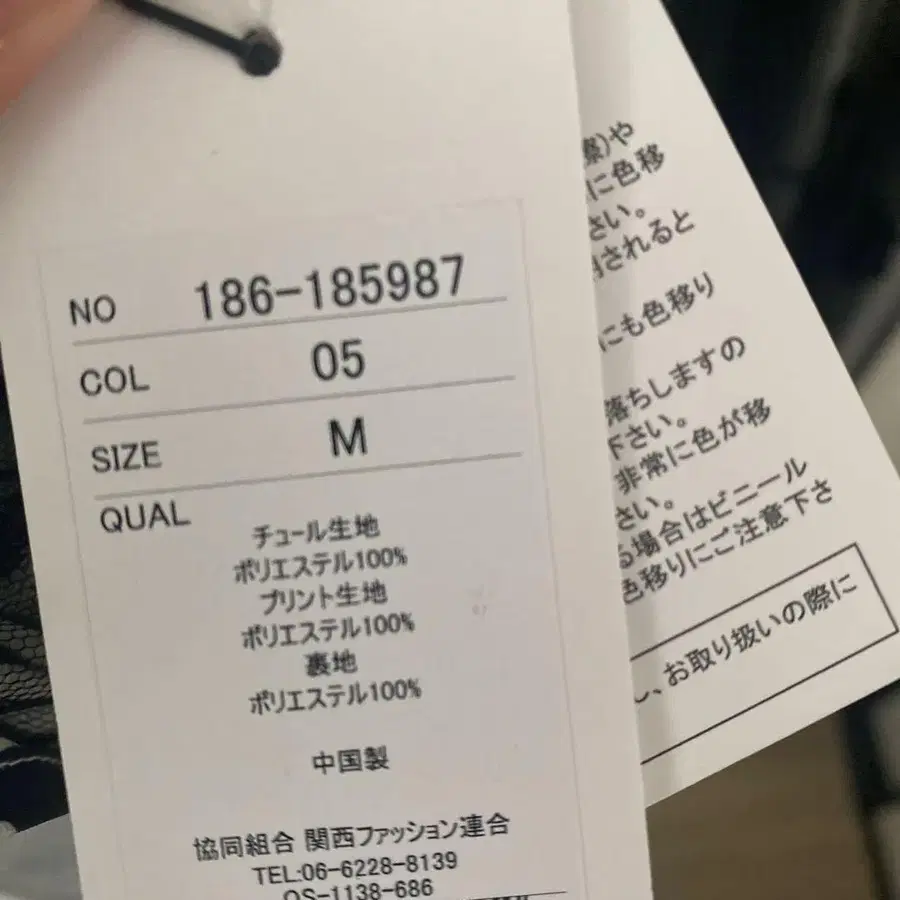 NO 186-185987
COL 05
SIZE M
QUAL
チュール生地
ポリエステル100%
プリント生地
ポリエステル100%
裏地
ポリエステル100%
中国製
協同組合 関西ファッション連合
TEL:06-6228-8139
OS-1138-686
)や
に色移
さい。
されると
にも色移り
落ちしますの
下さい。
非常に色が移
さい。
る場合はビニール
色移りにご注意下さ
し、お取り扱いの際に